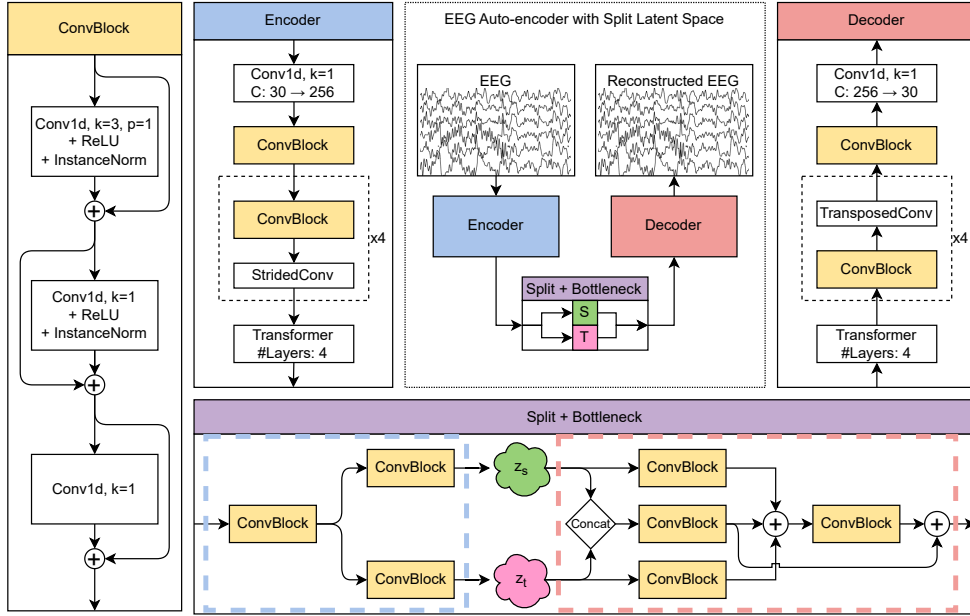 ConvBlock
Conv1d, k=3, p=1
+ ReLU
+ InstanceNorm
Conv1d, k=1
+ ReLU
+ InstanceNorm
Conv1d, k=1
Encoder
Conv1d, k=1
C: 30 → 256
ConvBlock
ConvBlock
StridedConv
x4
Transformer
#Layers: 4
EEG Auto-encoder with Split Latent Space
EEG
Reconstructed EEG
Encoder
Decoder
Split + Bottleneck
S
T
Decoder
Conv1d, k=1
C: 256 → 30
ConvBlock
TransposedConv
x4
ConvBlock
Transformer
#Layers: 4
Split + Bottleneck
ConvBlock
ConvBlock
ConvBlock
z_s
z_t
Concat
ConvBlock
ConvBlock
ConvBlock
ConvBlock